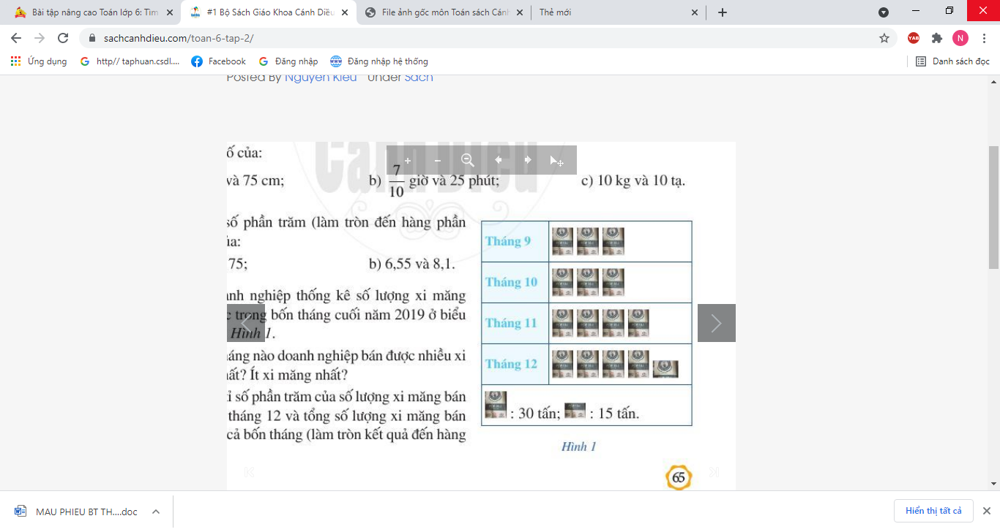 Bài tập nâng cao Toán lớp 6: Tìm
#1 Bộ Sách Giáo Khoa Cánh Diều
File ảnh gốc môn Toán sách Cánh
Thẻ mới
sachcanhdieu.com/toan-6-tap-2/
YAB
N
Ứng dụng
http// taphuan.csdl....
Facebook
Đăng nhập
Đăng nhập hệ thống
Danh sách đọc
Posted By Nguyen Kieu Under Sách
Cánh Diều
ố của:
và 75 cm;
b) 7/10 giờ và 25 phút;
c) 10 kg và 10 tạ.
số phần trăm (làm tròn đến hàng phần
ủa:
75;
b) 6,55 và 8,1.
anh nghiệp thống kê số lượng xi măng
c trong bốn tháng cuối năm 2019 ở biểu
Hình 1.
áng nào doanh nghiệp bán được nhiều xi
ất? Ít xi măng nhất?
ỉ số phần trăm của số lượng xi măng bán
tháng 12 và tổng số lượng xi măng bán
cả bốn tháng (làm tròn kết quả đến hàng
Tháng 9
Tháng 10
Tháng 11
Tháng 12
: 30 tấn; : 15 tấn.
Hình 1
65
MAU PHIEU BT TH....doc
Hiển thị tất cả